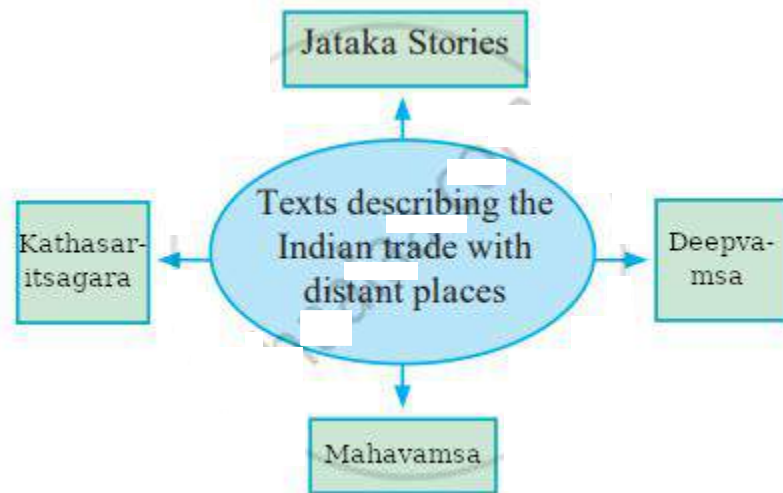 Jataka Stories
Texts describing the
Indian trade with
distant places
Kathasar-
itsagara
Deepva-
msa
Mahavamsa